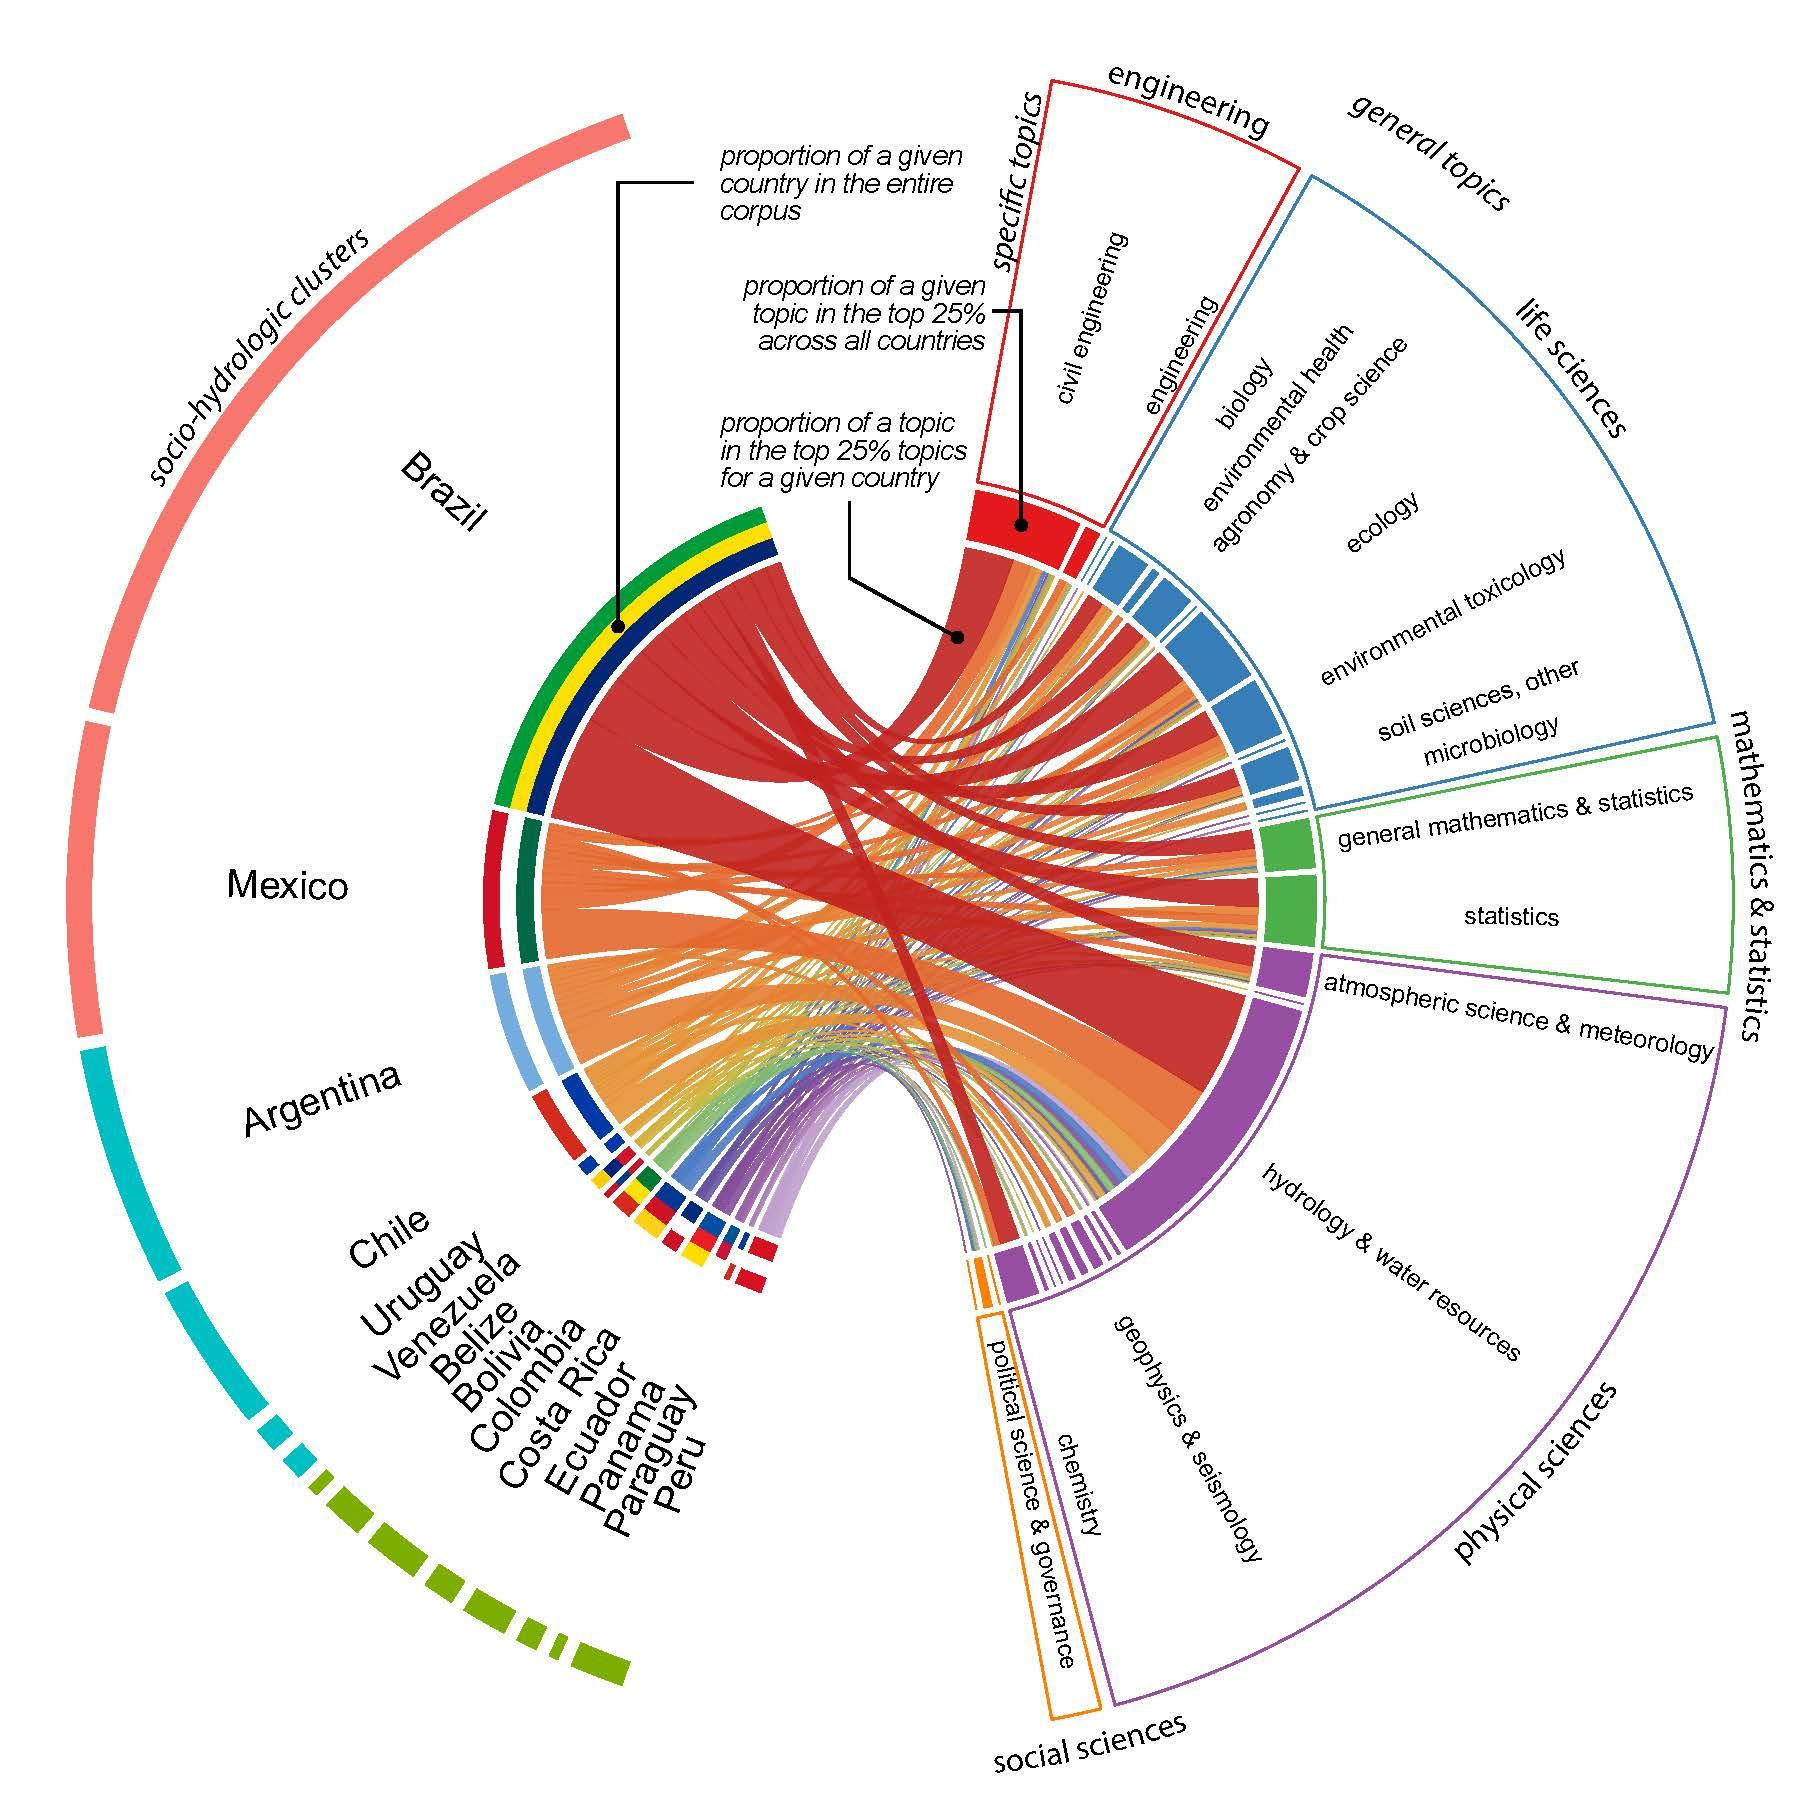 socio-hydrologic clusters
Brazil
Mexico
Argentina
Chile
Uruguay
Venezuela
Belize
Bolivia
Colombia
Costa Rica
Ecuador
Panama
Paraguay
Peru
proportion of a given
country in the entire
corpus
proportion of a given
topic in the top 25%
across all countries
proportion of a topic
in the top 25% topics
for a given country
specific topics
general topics
engineering
civil engineering
engineering
life sciences
biology
environmental health
agronomy & crop science
ecology
environmental toxicology
soil sciences, other
microbiology
mathematics & statistics
general mathematics & statistics
statistics
physical sciences
atmospheric science & meteorology
hydrology & water resources
geophysics & seismology
chemistry
social sciences
political science & governance